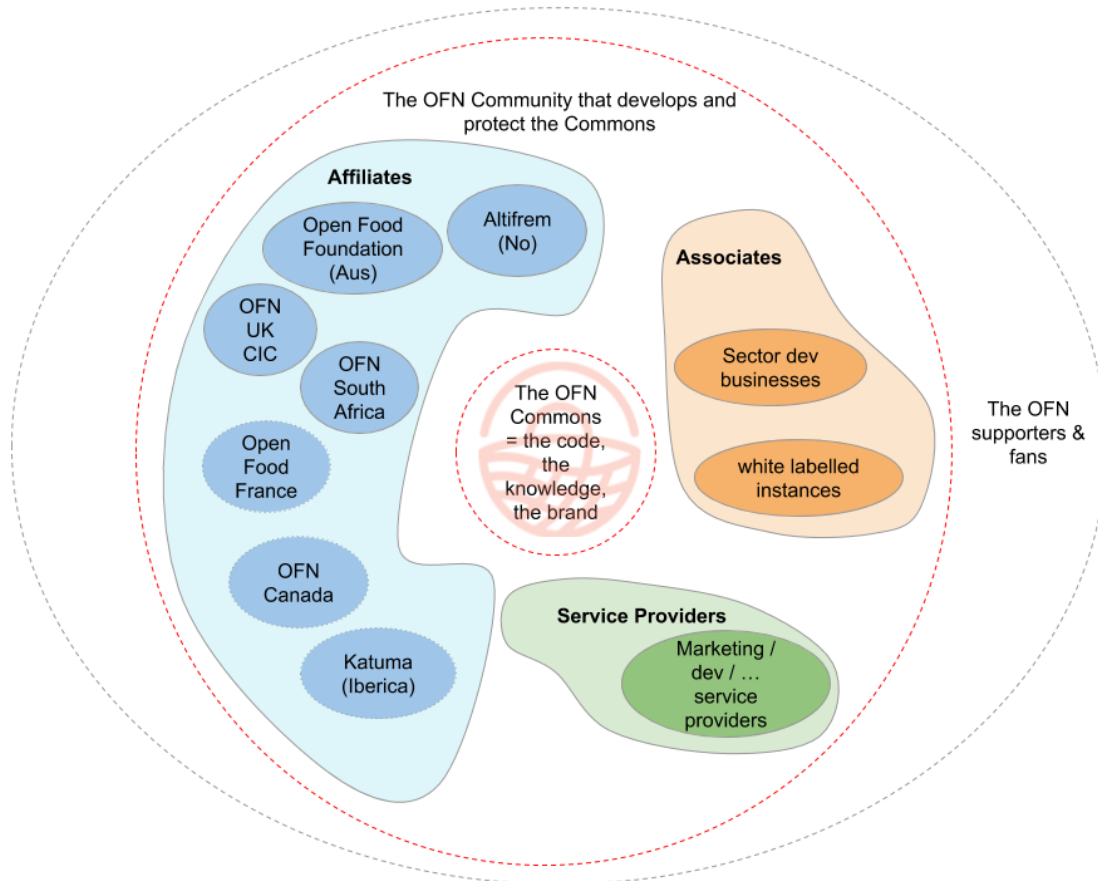 The OFN Community that develops and
protect the Commons
Affiliates
Open Food
Foundation
(Aus)
Altifrem
(No)
OFN
UK
CIC
OFN
South
Africa
Open
Food
France
OFN
Canada
Katuma
(Iberica)
The OFN
Commons
= the code,
the
knowledge,
the brand
Associates
Sector dev
businesses
white labelled
instances
Service Providers
Marketing /
dev / …
service
providers
The OFN
supporters &
fans